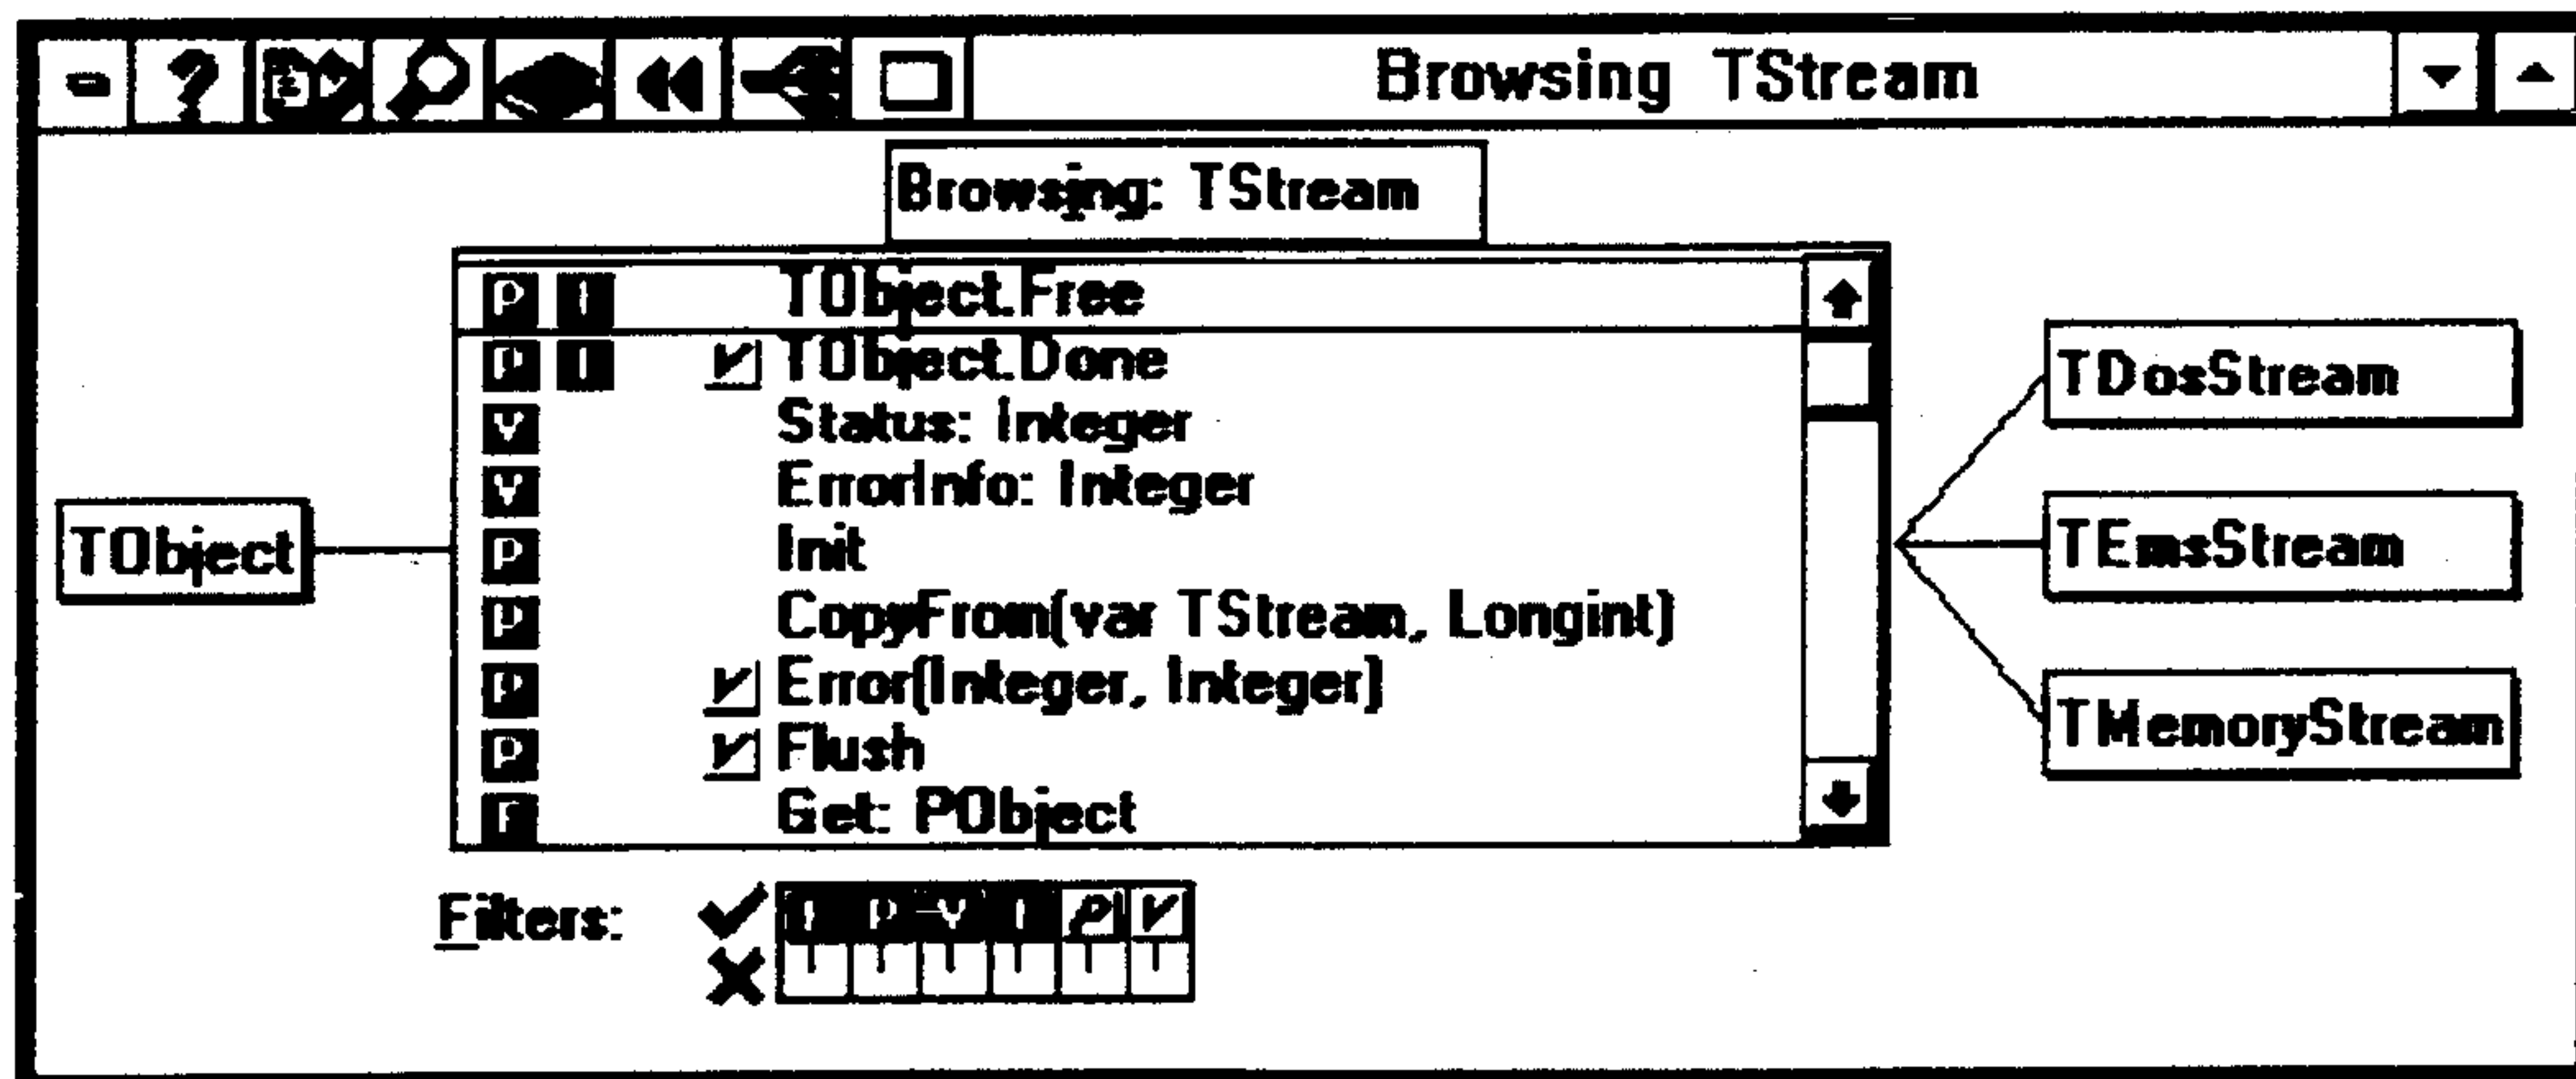 ? Browsing TStream
Browsing: TStream
P I TObject.Free
P I V TObject.Done
V Status: Integer
V ErrorInfo: Integer
TObject
P Init
P CopyFrom(var TStream, Longint)
P V Error(Integer, Integer)
P V Flush
F Get: PObject
TDosStream
TEmsStream
TMemoryStream
Filters: P V I P V